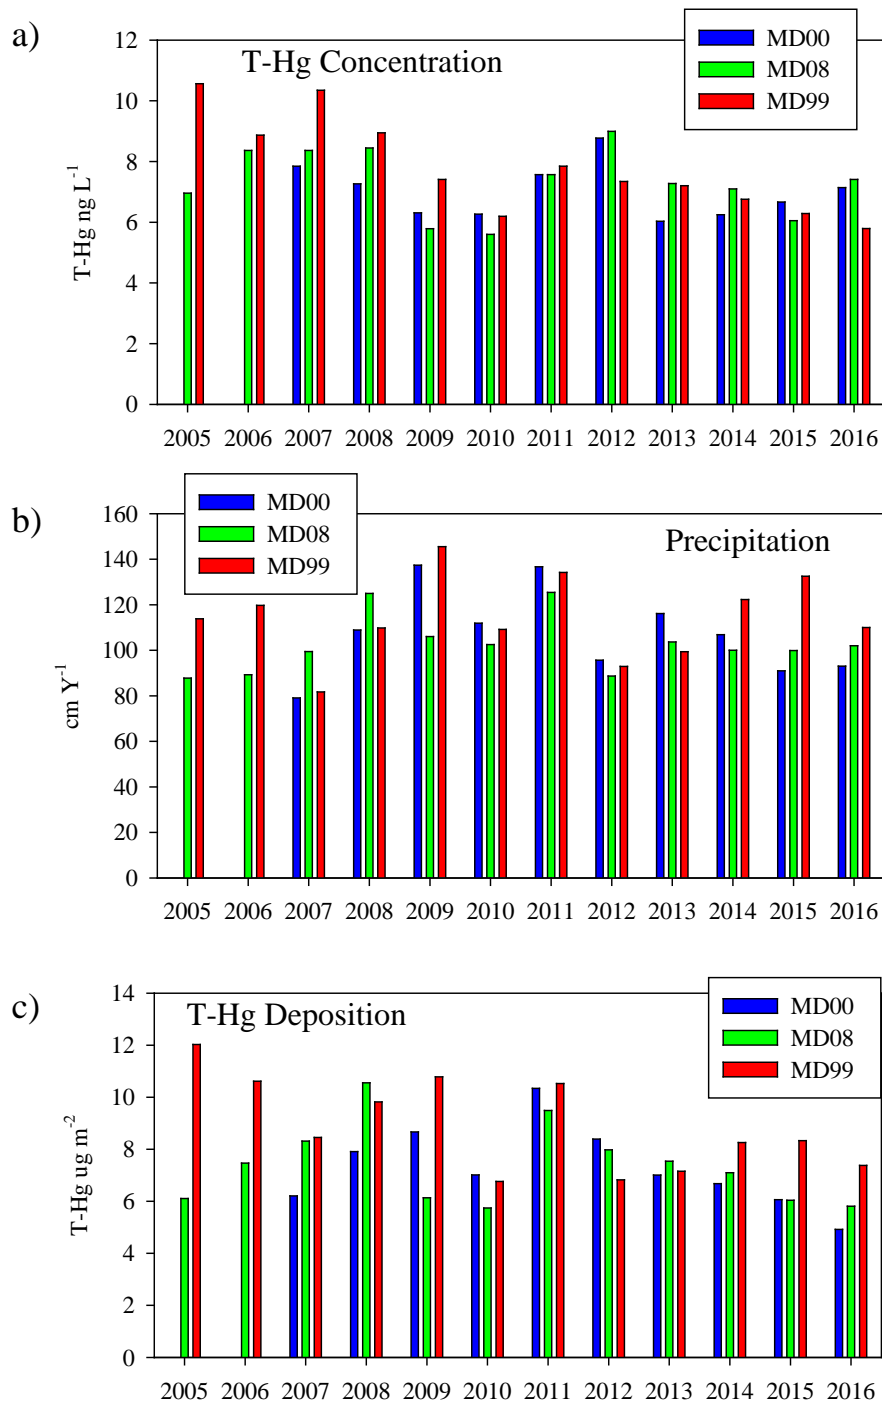 a)
T-Hg Concentration
MD00
MD08
MD99
T-Hg ng L⁻¹
12
10
8
6
4
2
0
2005 2006 2007 2008 2009 2010 2011 2012 2013 2014 2015 2016
b)
MD00
MD08
MD99
Precipitation
cm Y⁻¹
160
140
120
100
80
60
40
20
0
2005 2006 2007 2008 2009 2010 2011 2012 2013 2014 2015 2016
c)
T-Hg Deposition
MD00
MD08
MD99
T-Hg ug m⁻²
14
12
10
8
6
4
2
0
2005 2006 2007 2008 2009 2010 2011 2012 2013 2014 2015 2016